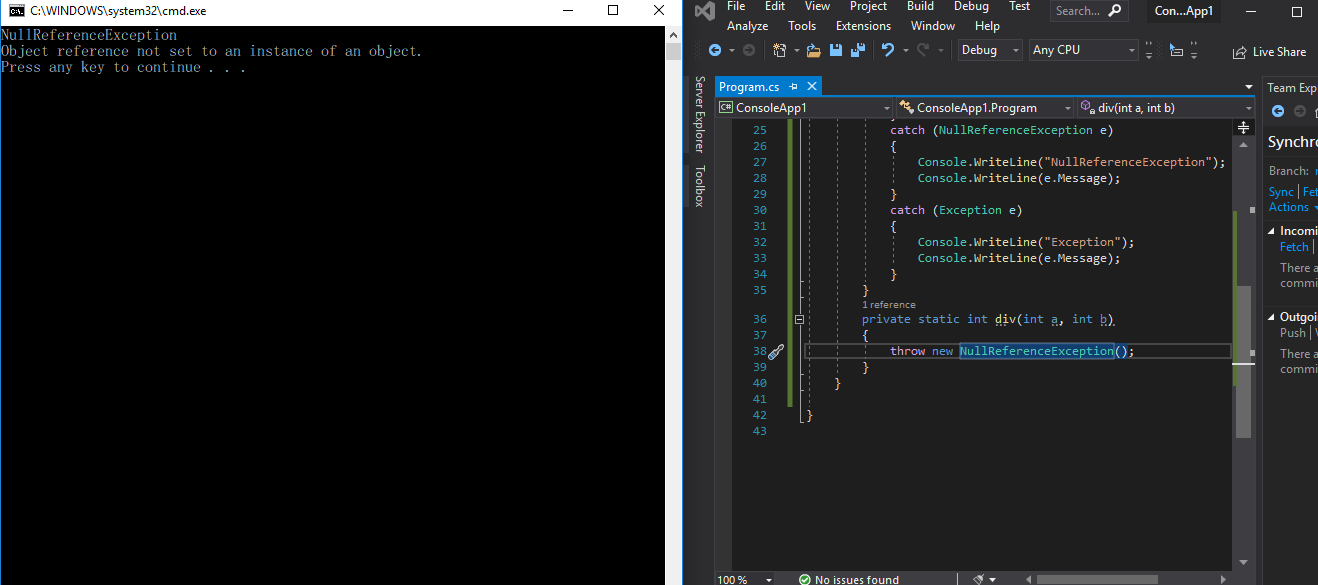 C:\WINDOWS\system32\cmd.exe
NullReferenceException
Object reference not set to an instance of an object.
Press any key to continue . . .
File Edit View Project Build Debug Test Search... Con...App1
Analyze Tools Extensions Window Help
Debug Any CPU Live Share
Server Explorer
Toolbox
Program.cs
C# ConsoleApp1 ConsoleApp1.Program div(int a, int b)
25 catch (NullReferenceException e)
26 {
27 Console.WriteLine("NullReferenceException");
28 Console.WriteLine(e.Message);
29 }
30 catch (Exception e)
31 {
32 Console.WriteLine("Exception");
33 Console.WriteLine(e.Message);
34 }
35 }
1 reference
36 private static int div(int a, int b)
37 {
38 throw new NullReferenceException();
39 }
40 }
41
42 }
43
100 % No issues found
Team Exp
Synchro
Branch:
Sync | Fet
Actions
Incomi
Fetch |
There a
commi
Outgoi
Push |
There a
commi